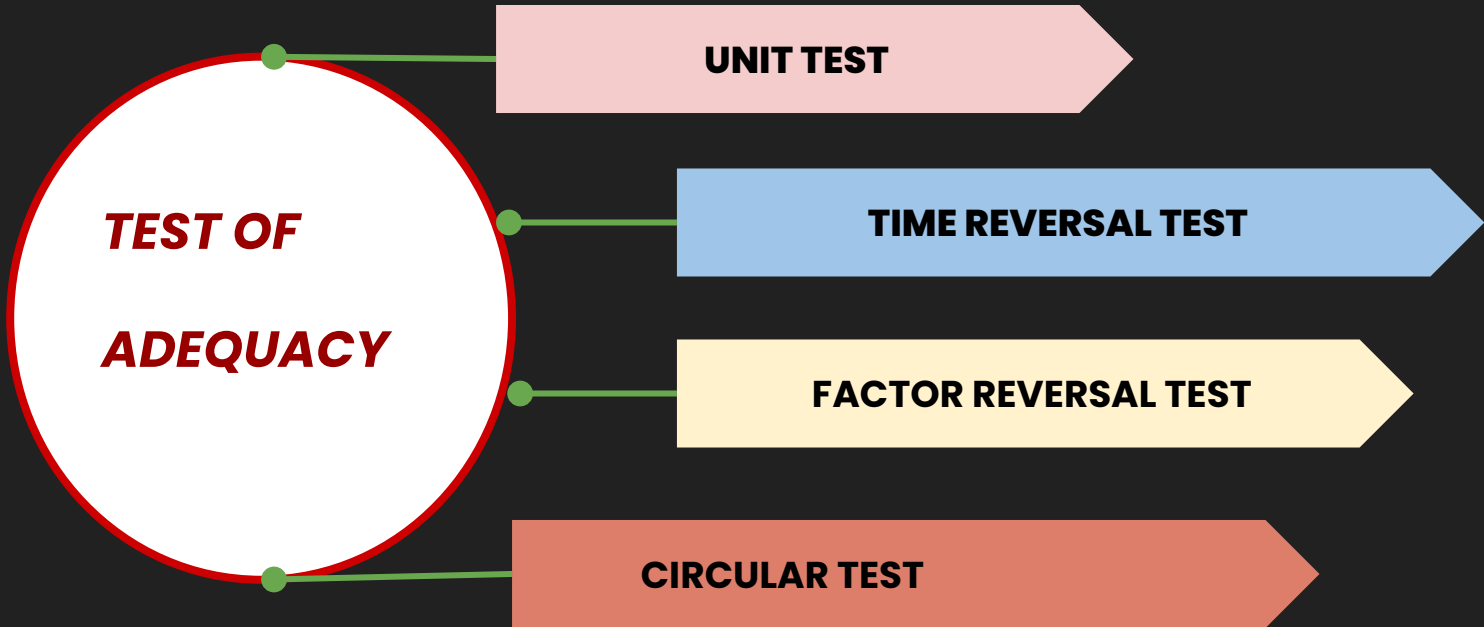 UNIT TEST
TIME REVERSAL TEST
TEST OF
ADEQUACY
FACTOR REVERSAL TEST
CIRCULAR TEST